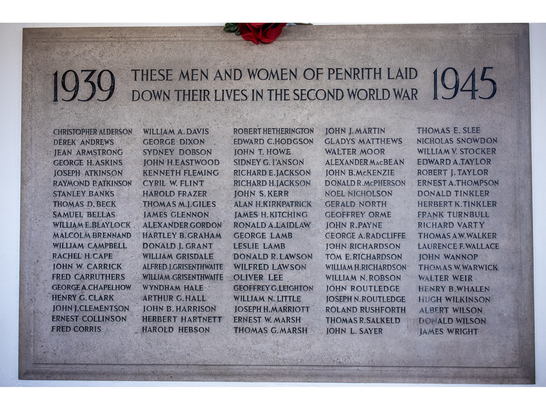 1939
THESE MEN AND WOMEN OF PENRITH LAID
DOWN THEIR LIVES IN THE SECOND WORLD WAR
1945
CHRISTOPHER ALDERSON
DEREK ANDREWS
JEAN ARMSTRONG
GEORGE H. ASKINS
JOSEPH ATKINSON
RAYMOND P. ATKINSON
STANLEY BANKS
THOMAS D. BECK
SAMUEL BELLAS
WILLIAM E. BLAYLOCK
MALCOLM BRENNAND
WILLIAM CAMPBELL
RACHEL H. CAPE
JOHN W. CARRICK
FRED CARRUTHERS
GEORGE A. CHAPELHOW
HENRY G. CLARK
JOHN J. CLEMENTSON
ERNEST COLLINSON
FRED CORRIS
WILLIAM A. DAVIS
GEORGE DIXON
SYDNEY DOBSON
JOHN H. EASTWOOD
KENNETH FLEMING
CYRIL W. FLINT
HAROLD FRAZER
THOMAS M. J. GILES
JAMES GLENNON
ALEXANDER GORDON
HARTLEY B. GRAHAM
DONALD J. GRANT
WILLIAM GRISDALE
ALFRED J. GRISENTHWAITE
WILLIAM GRISENTHWAITE
WYNDHAM HALE
ARTHUR G. HALL
JOHN B. HARRISON
HERBERT HARTNETT
HAROLD HEBSON
ROBERT HETHERINGTON
EDWARD C. HODGSON
JOHN T. HOWE
SIDNEY G. I'ANSON
RICHARD E. JACKSON
RICHARD H. JACKSON
JOHN S. KERR
ALAN H. KIRKPATRICK
JAMES H. KITCHING
RONALD A. LAIDLAW
GEORGE LAMB
LESLIE LAMB
DONALD R. LAWSON
WILFRED LAWSON
OLIVER LEE
GEOFFREY G. LEIGHTON
WILLIAM N. LITTLE
JOSEPH H. MARRIOTT
ERNEST W. MARSH
THOMAS G. MARSH
JOHN J. MARTIN
GLADYS MATTHEWS
WALTER MOOR
ALEXANDER MacBEAN
JOHN B. McKENZIE
DONALD R. McPHERSON
NOEL NICHOLSON
GERALD NORTH
GEOFFREY ORME
JOHN R. PAYNE
GEORGE A. RADCLIFFE
JOHN RICHARDSON
TOM E. RICHARDSON
WILLIAM H. RICHARDSON
WILLIAM N. ROBSON
JOHN ROUTLEDGE
JOSEPH N. ROUTLEDGE
ROLAND RUSHFORTH
THOMAS R. SALKELD
JOHN L. SAYER
THOMAS E. SLEE
NICHOLAS SNOWDON
WILLIAM V. STOCKER
EDWARD A. TAYLOR
ROBERT J. TAYLOR
ERNEST A. THOMPSON
DONALD TINKLER
HERBERT K. TINKLER
FRANK TURNBULL
RICHARD VARTY
THOMAS A. W. WALKER
LAURENCE F. WALLACE
JOHN WANNOP
THOMAS WARWICK
WALTER WEIR
HENRY B. WHALEN
HUGH WILKINSON
ALBERT WILSON
DONALD WILSON
JAMES WRIGHT